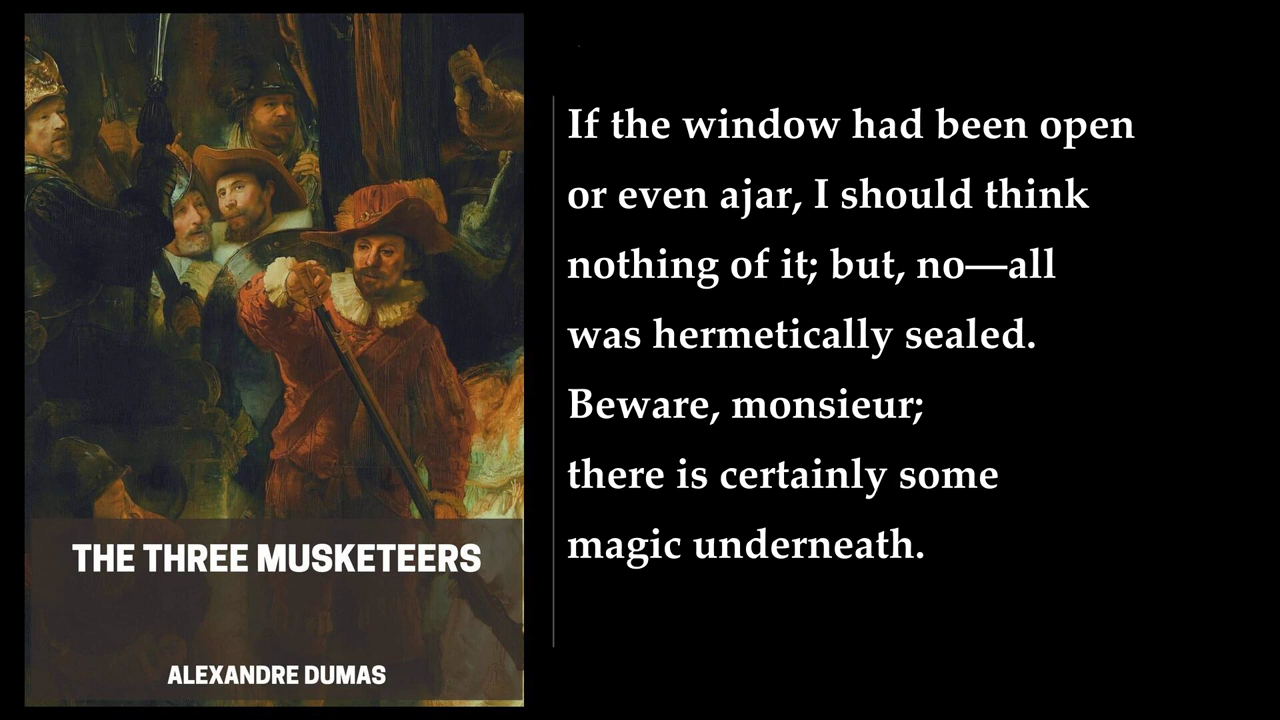 THE THREE MUSKETEERS
ALEXANDRE DUMAS
If the window had been open
or even ajar, I should think
nothing of it; but, no—all
was hermetically sealed.
Beware, monsieur;
there is certainly some
magic underneath.